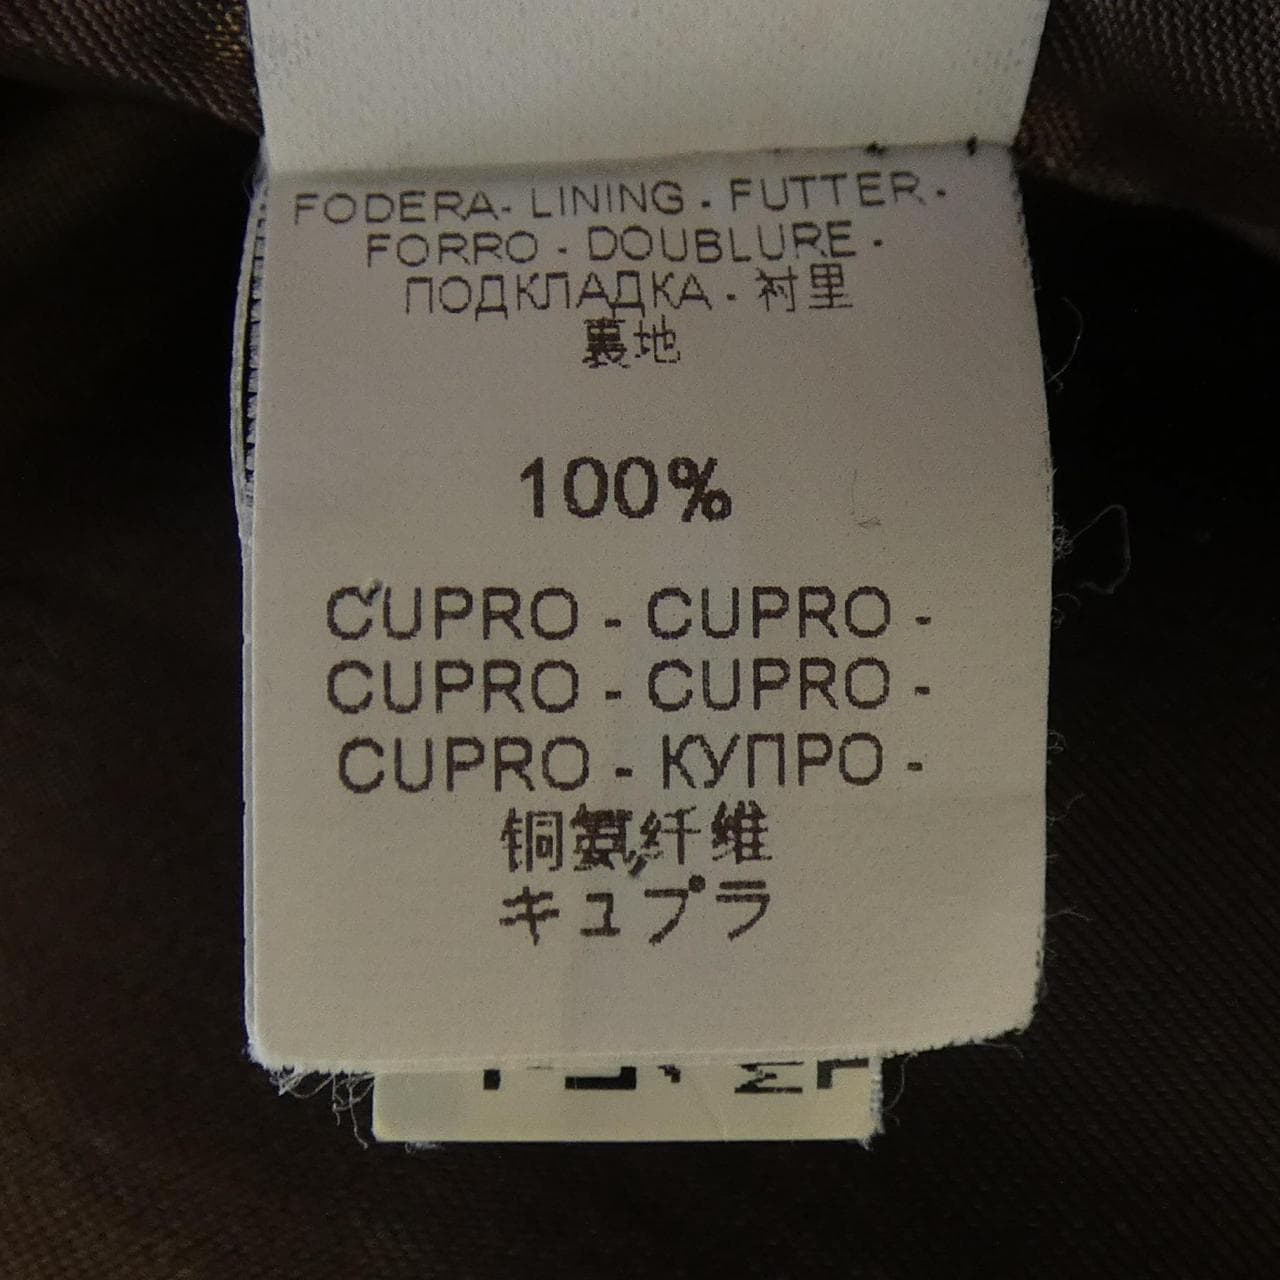 FODERA- LINING - FUTTER -
FORRO - DOUBLURE -
ПОДКЛАДКА - 衬里
裏地
100%
CUPRO - CUPRO -
CUPRO - CUPRO -
CUPRO - КУПРО -
铜氨纤维
キュプラ